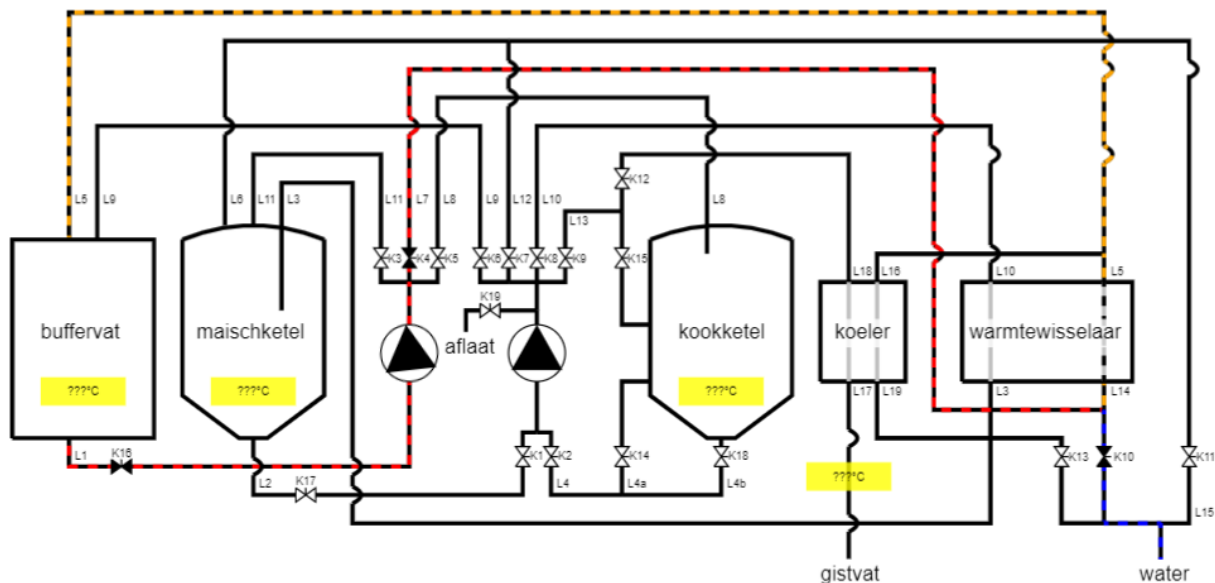 K12
L5
L9
L6
L11
L3
L11
L7
L8
L9
L12
L10
L13
L8
K3
K4
K5
K6
K7
K8
K9
K15
L18
L16
L10
L5
K19
buffervat
maischketel
aflaat
kookketel
koeler
warmtewisselaar
???°C
???°C
???°C
L17
L19
L3
L14
L1
K16
K1
K2
K14
K18
K13
K10
K11
L2
K17
L4
L4a
L4b
???°C
L15
gistvat
water